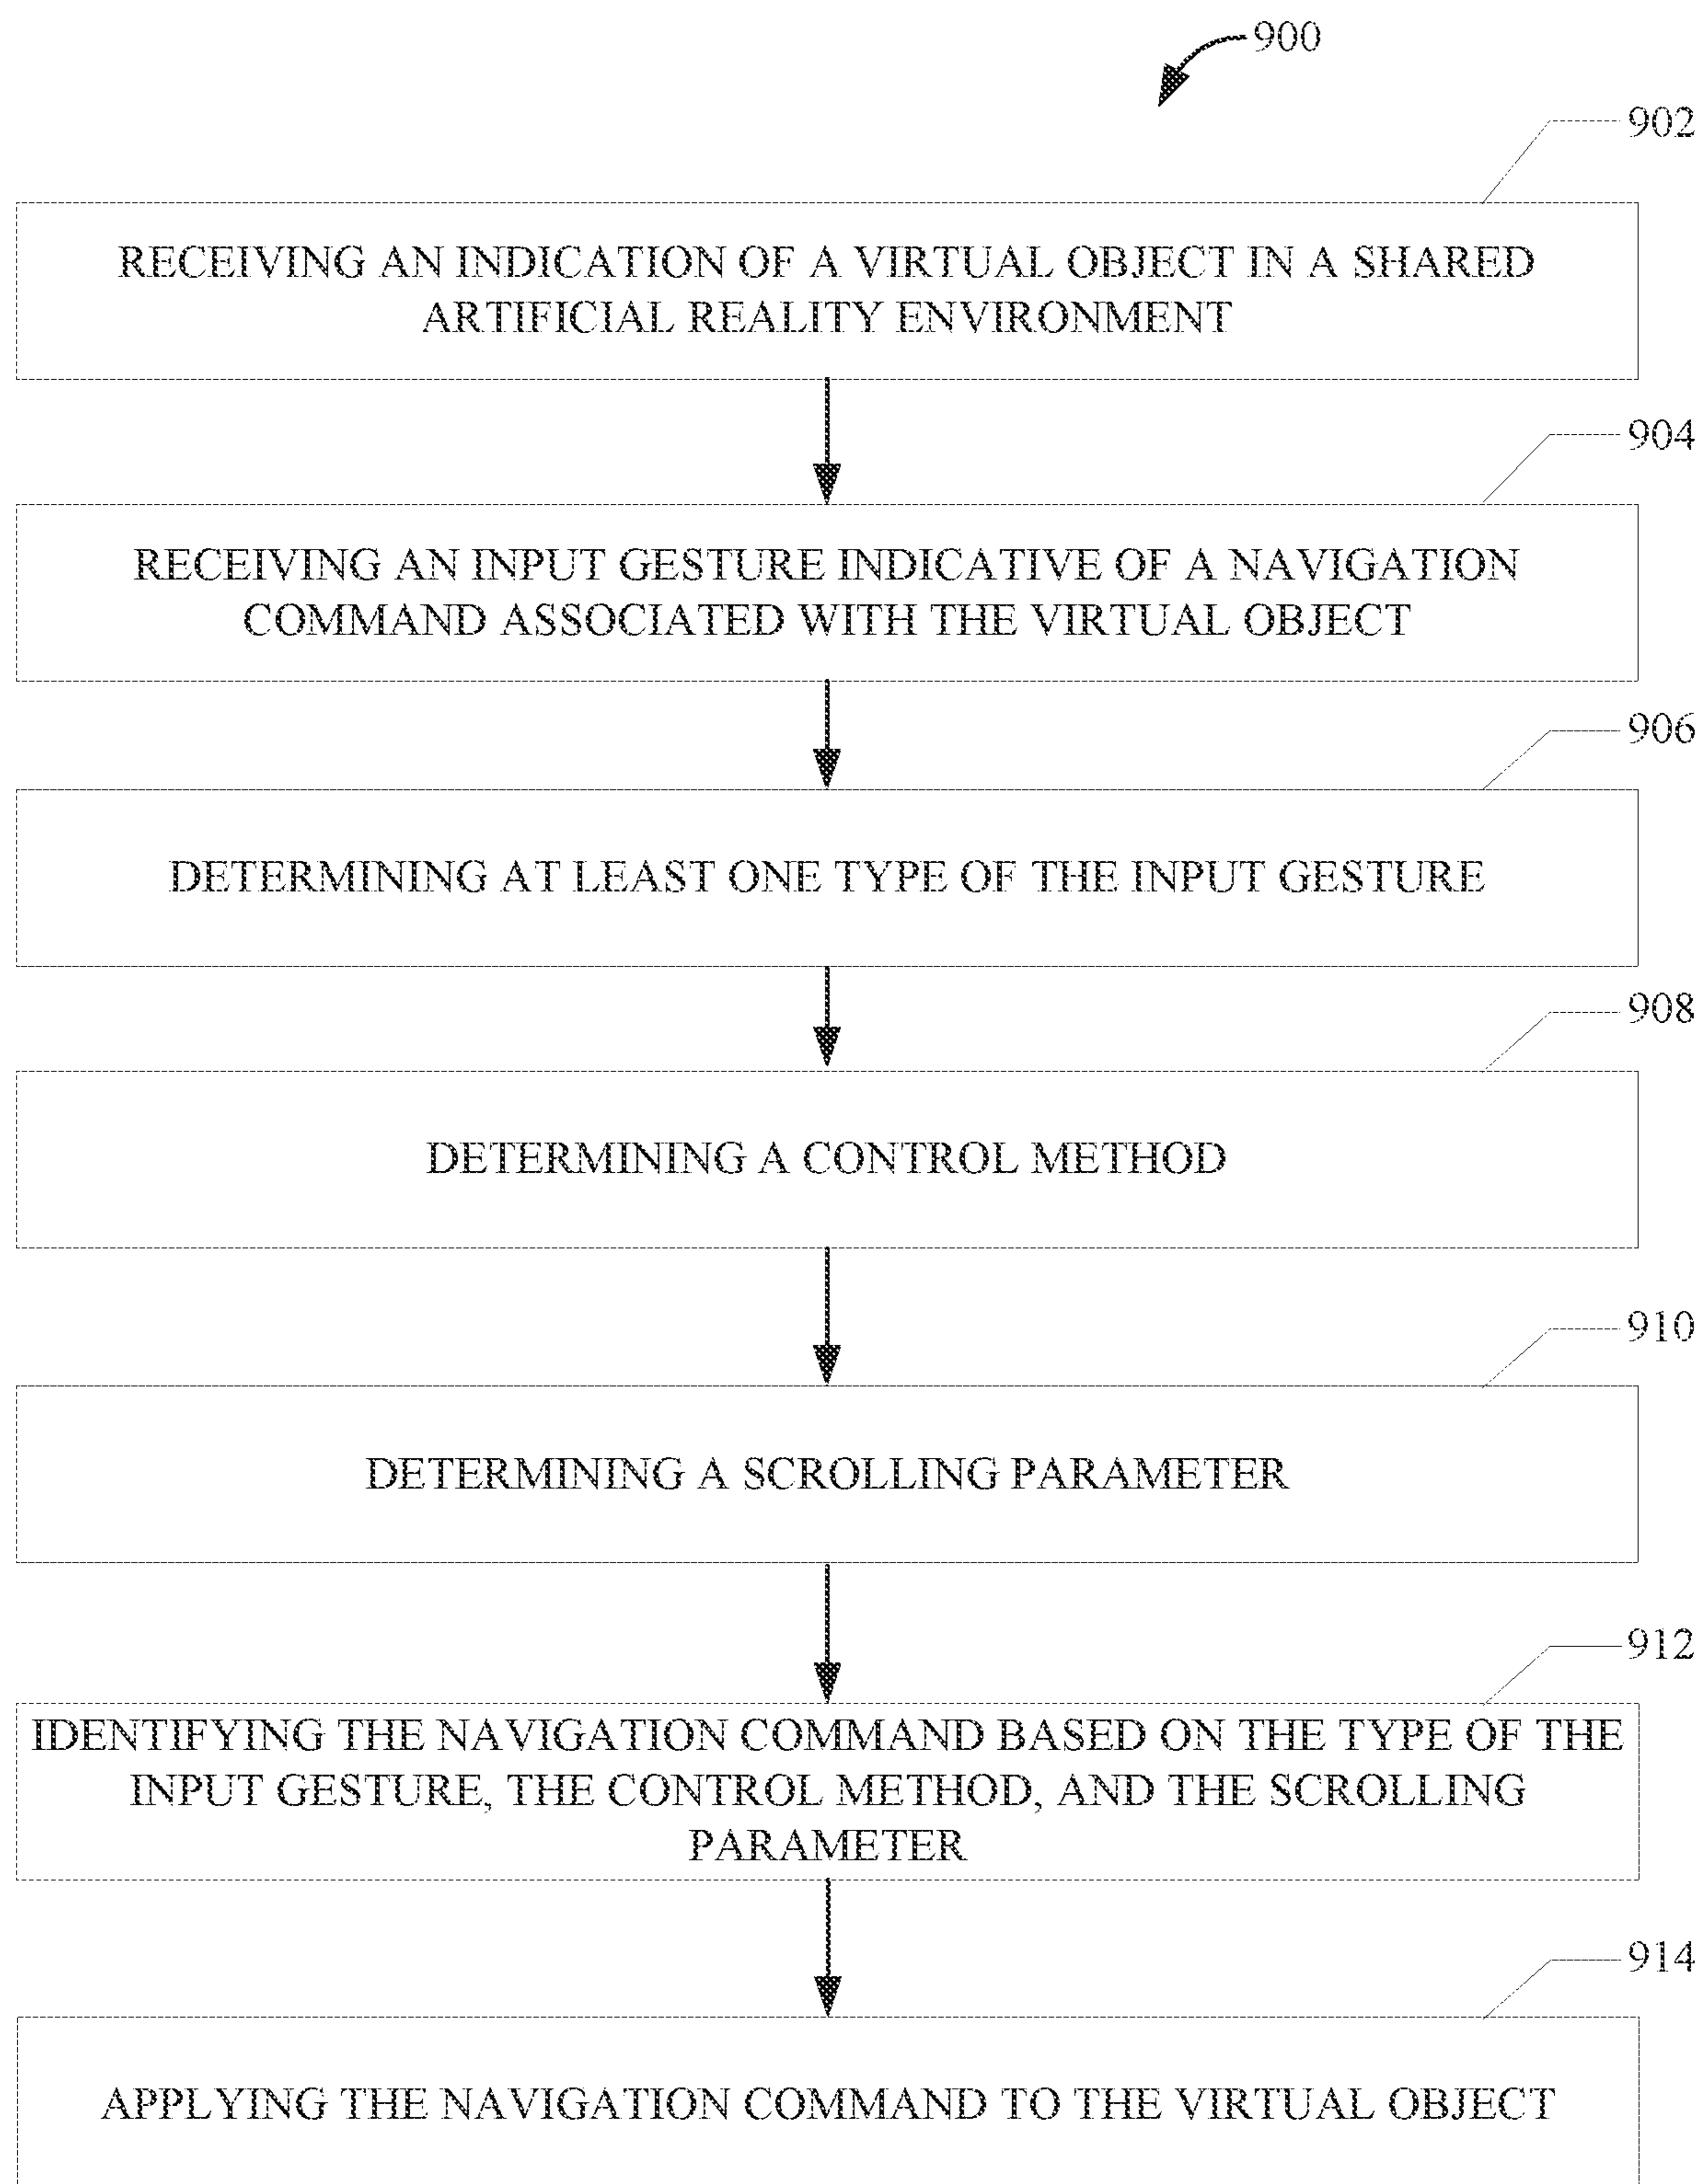 900
902
RECEIVING AN INDICATION OF A VIRTUAL OBJECT IN A SHARED
ARTIFICIAL REALITY ENVIRONMENT
904
RECEIVING AN INPUT GESTURE INDICATIVE OF A NAVIGATION
COMMAND ASSOCIATED WITH THE VIRTUAL OBJECT
906
DETERMINING AT LEAST ONE TYPE OF THE INPUT GESTURE
908
DETERMINING A CONTROL METHOD
910
DETERMINING A SCROLLING PARAMETER
912
IDENTIFYING THE NAVIGATION COMMAND BASED ON THE TYPE OF THE
INPUT GESTURE, THE CONTROL METHOD, AND THE SCROLLING
PARAMETER
914
APPLYING THE NAVIGATION COMMAND TO THE VIRTUAL OBJECT